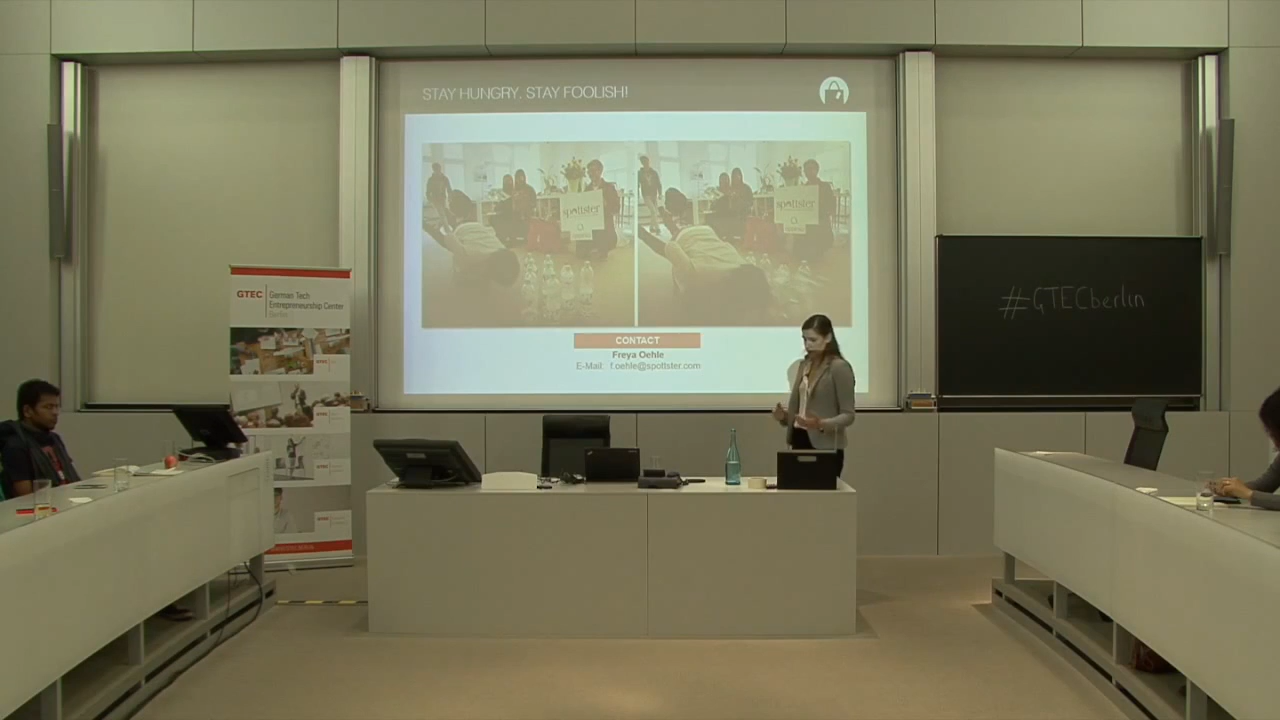 STAY HUNGRY. STAY FOOLISH!
spottster
CONTACT
Freya Oehle
E-Mail: f.oehle@spottster.com
spottster
GTEC
German Tech
Entrepreneurship Center
Berlin
#GTECberlin